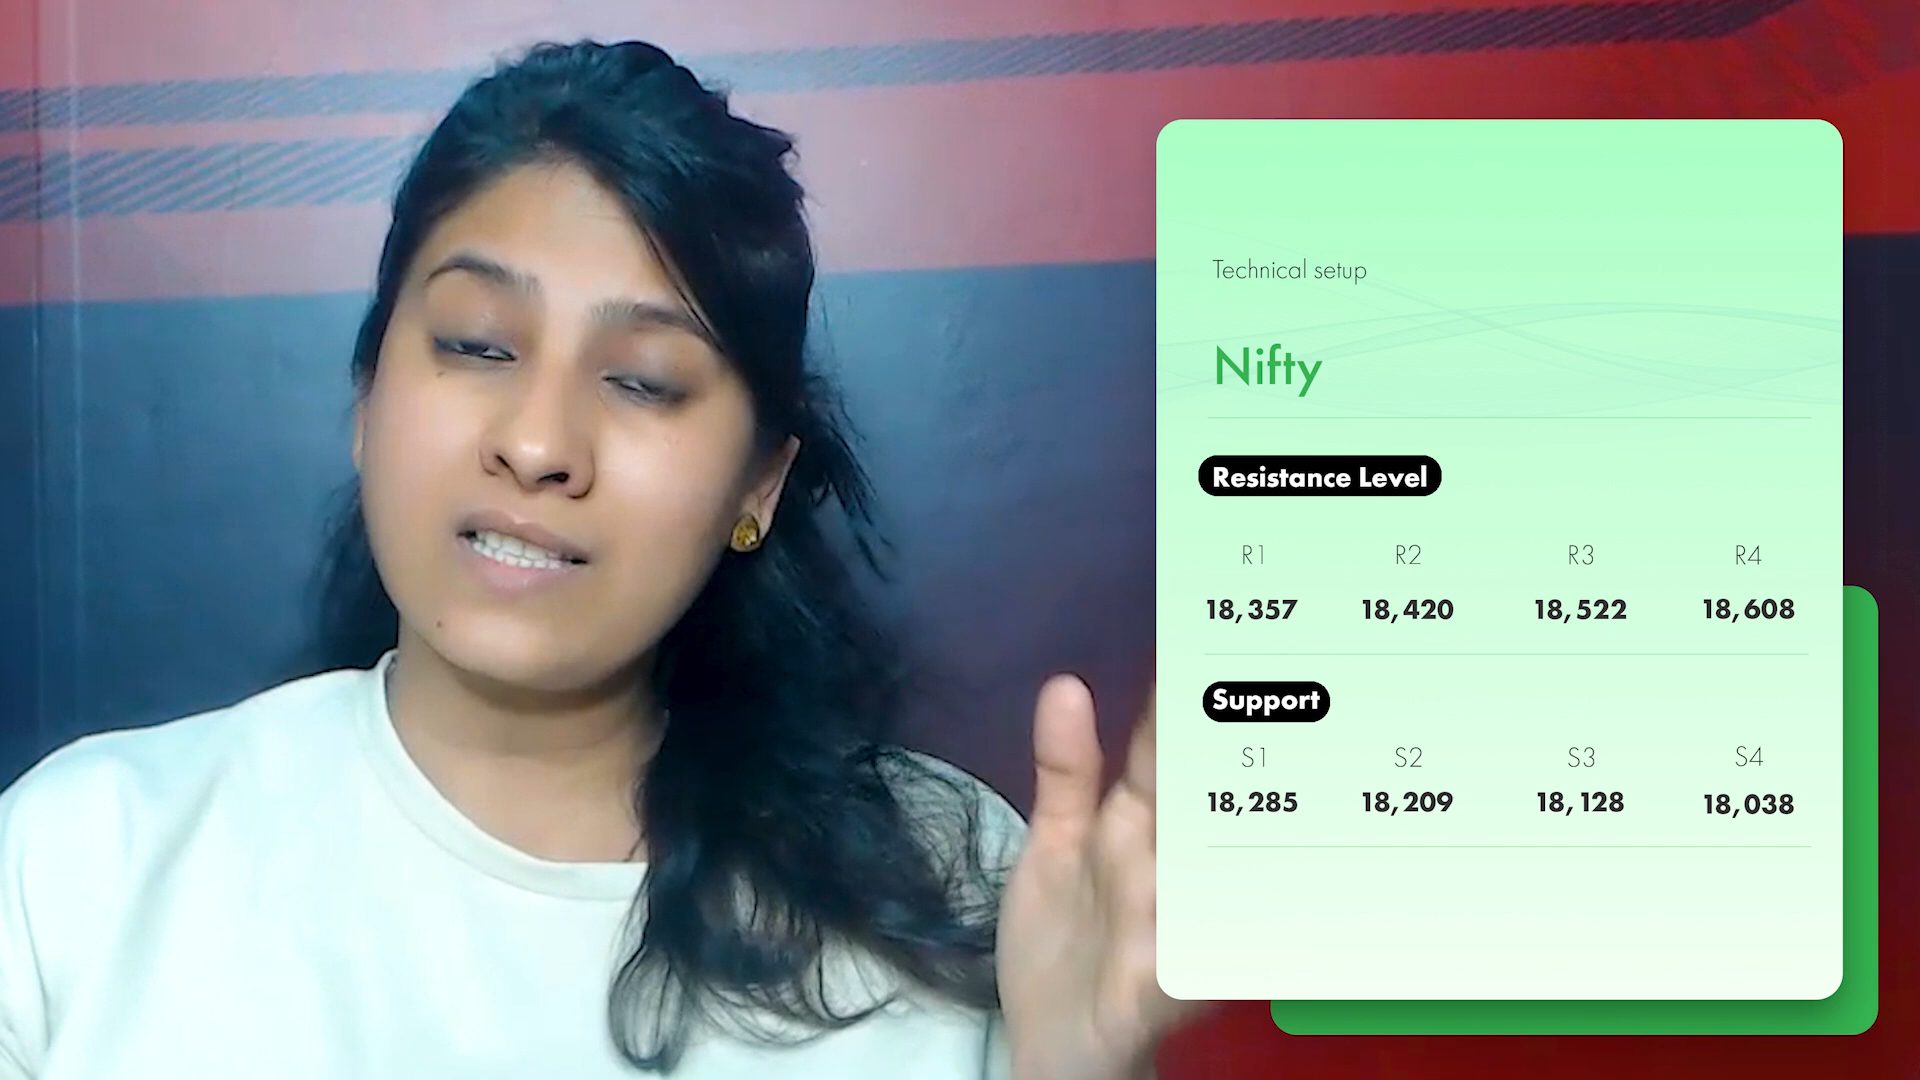 Technical setup
Nifty
Resistance Level
R1 R2 R3 R4
18,357 18,420 18,522 18,608
Support
S1 S2 S3 S4
18,285 18,209 18,128 18,038